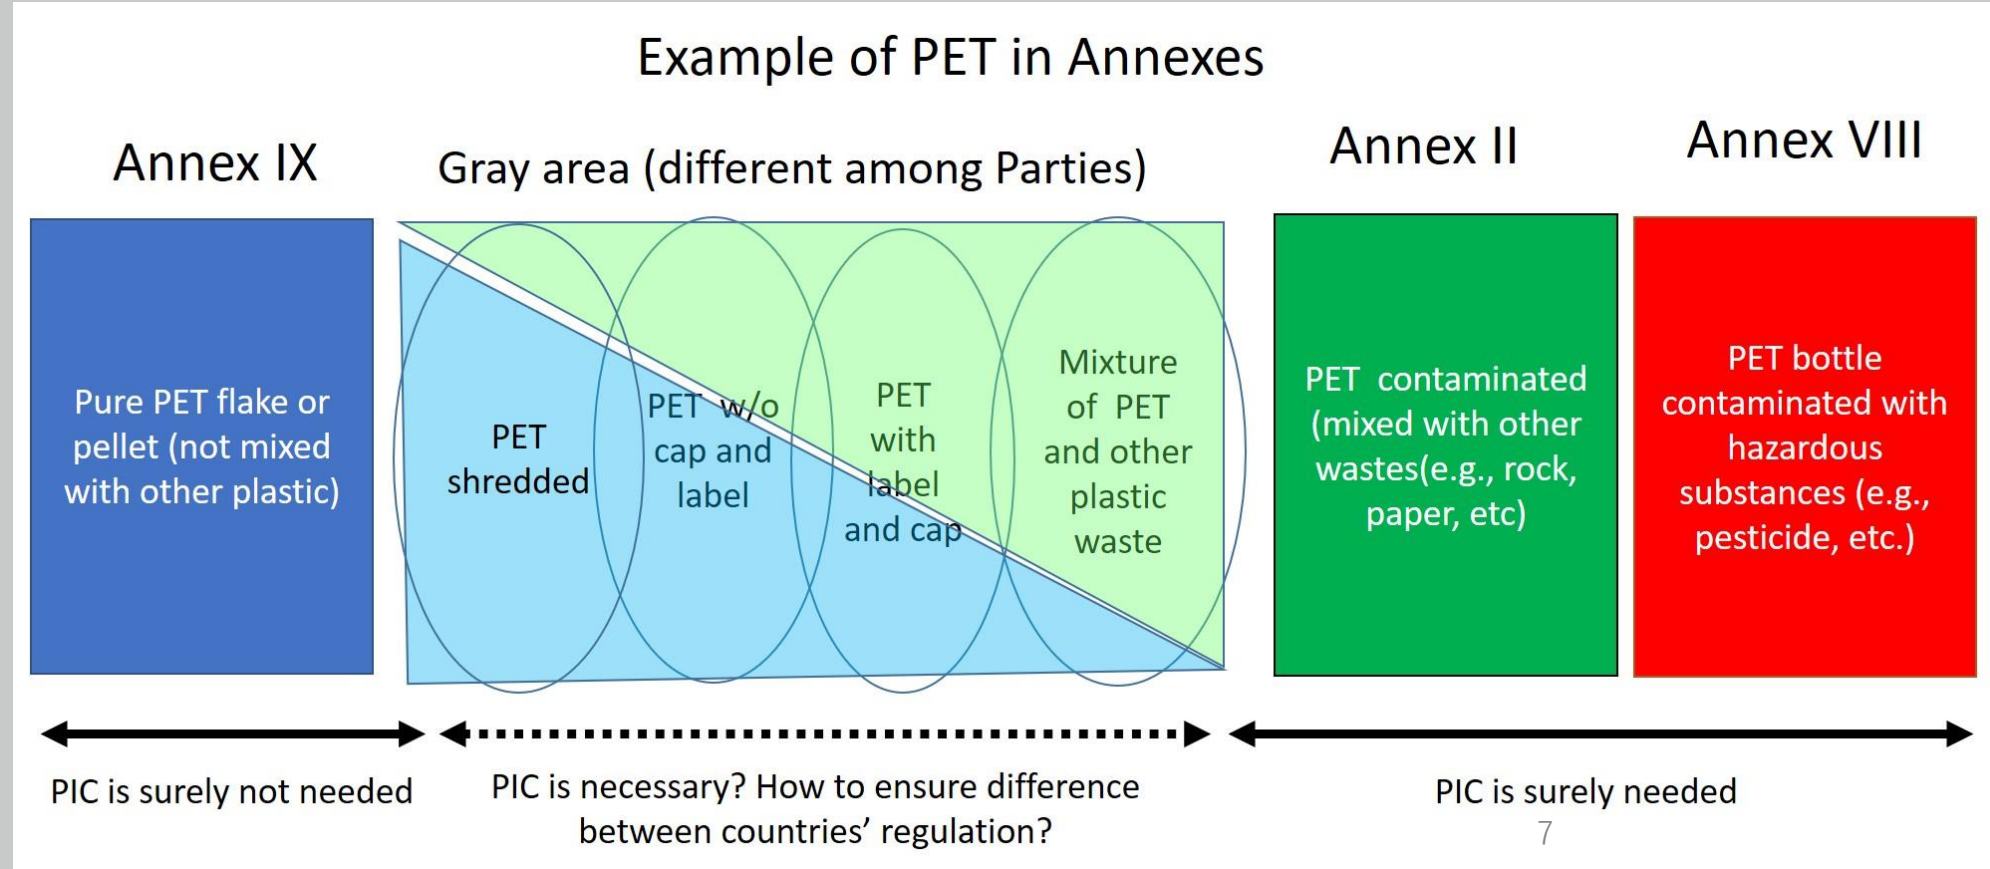 Example of PET in Annexes
Annex IX
Gray area (different among Parties)
Annex II
Annex VIII
Pure PET flake or
pellet (not mixed
with other plastic)
PET
shredded
PET w/o
cap and
label
PET
with
label
and cap
Mixture
of PET
and other
plastic
waste
PET contaminated
(mixed with other
wastes(e.g., rock,
paper, etc)
PET bottle
contaminated with
hazardous
substances (e.g.,
pesticide, etc.)
PIC is surely not needed
PIC is necessary? How to ensure difference
between countries’ regulation?
PIC is surely needed
7